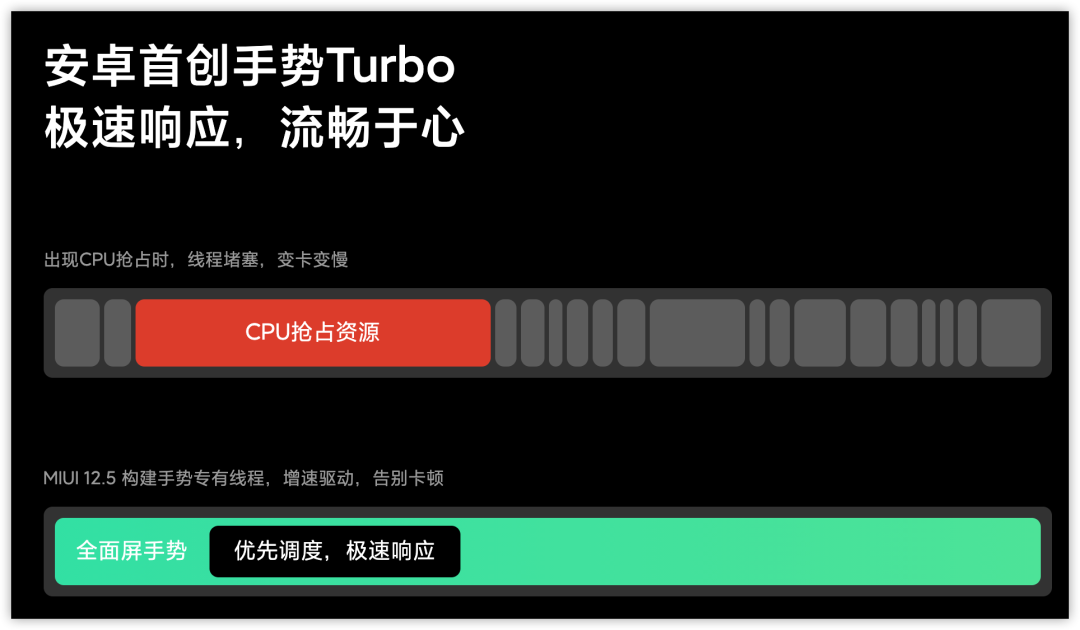 安卓首创手势Turbo
极速响应，流畅于心
出现CPU抢占时，线程堵塞，变卡变慢
CPU抢占资源
MIUI 12.5 构建手势专有线程，增速驱动，告别卡顿
全面屏手势
优先调度，极速响应